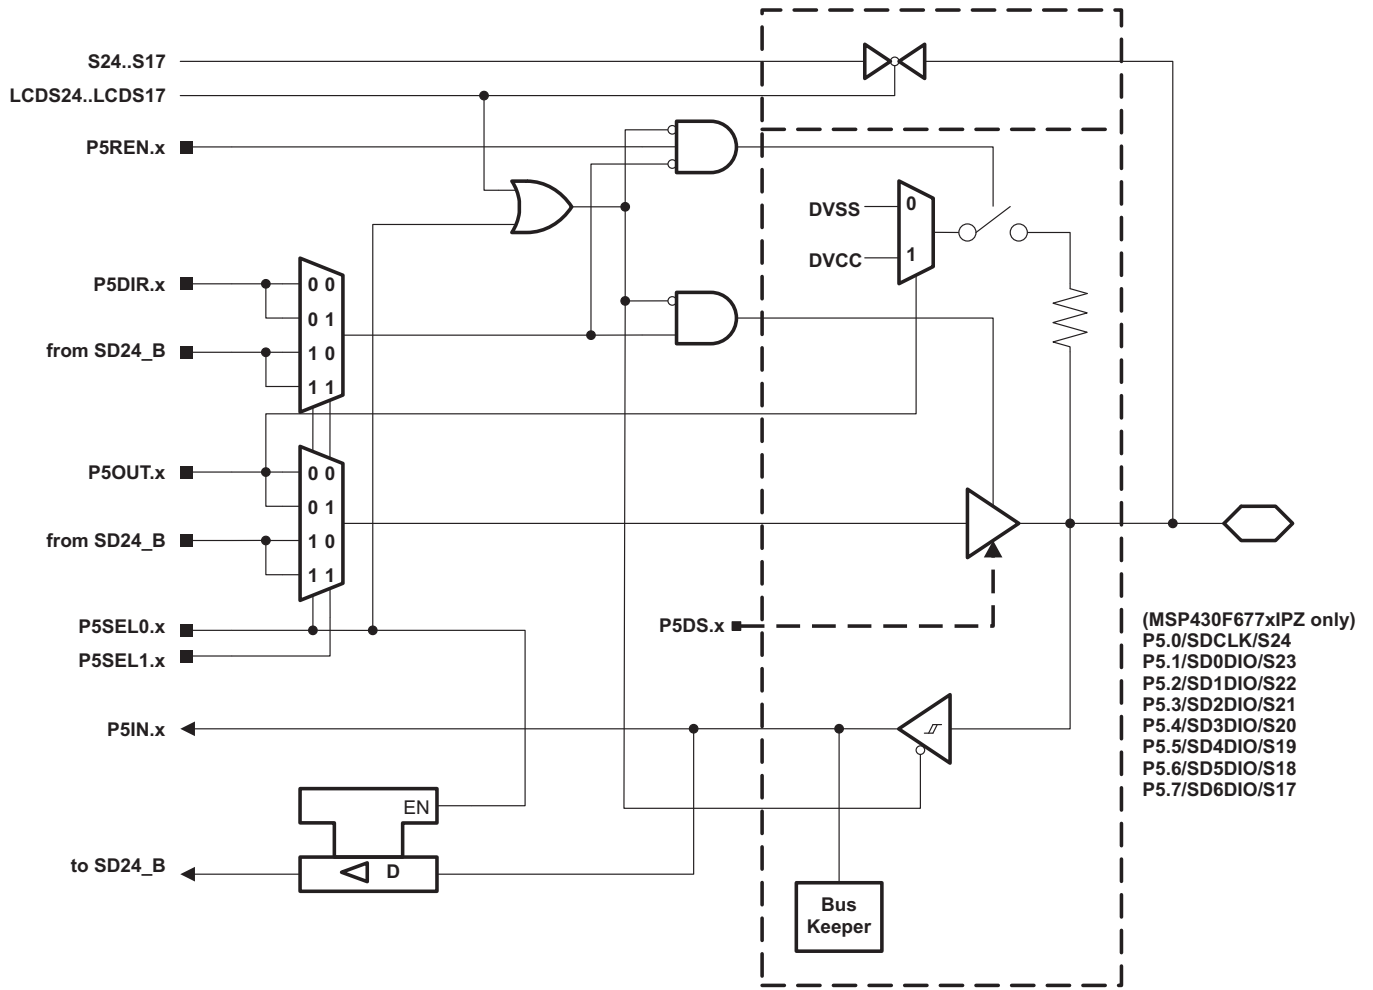 S24..S17
LCDS24..LCDS17
P5REN.x
DVSS
0
DVCC
1
P5DIR.x
0 0
0 1
from SD24_B
1 0
1 1
P5OUT.x
0 0
0 1
from SD24_B
1 0
1 1
P5SEL0.x
P5SEL1.x
P5DS.x
(MSP430F677xIPZ only)
P5.0/SDCLK/S24
P5.1/SD0DIO/S23
P5.2/SD1DIO/S22
P5.3/SD2DIO/S21
P5.4/SD3DIO/S20
P5.5/SD4DIO/S19
P5.6/SD5DIO/S18
P5.7/SD6DIO/S17
P5IN.x
EN
to SD24_B
D
Bus
Keeper